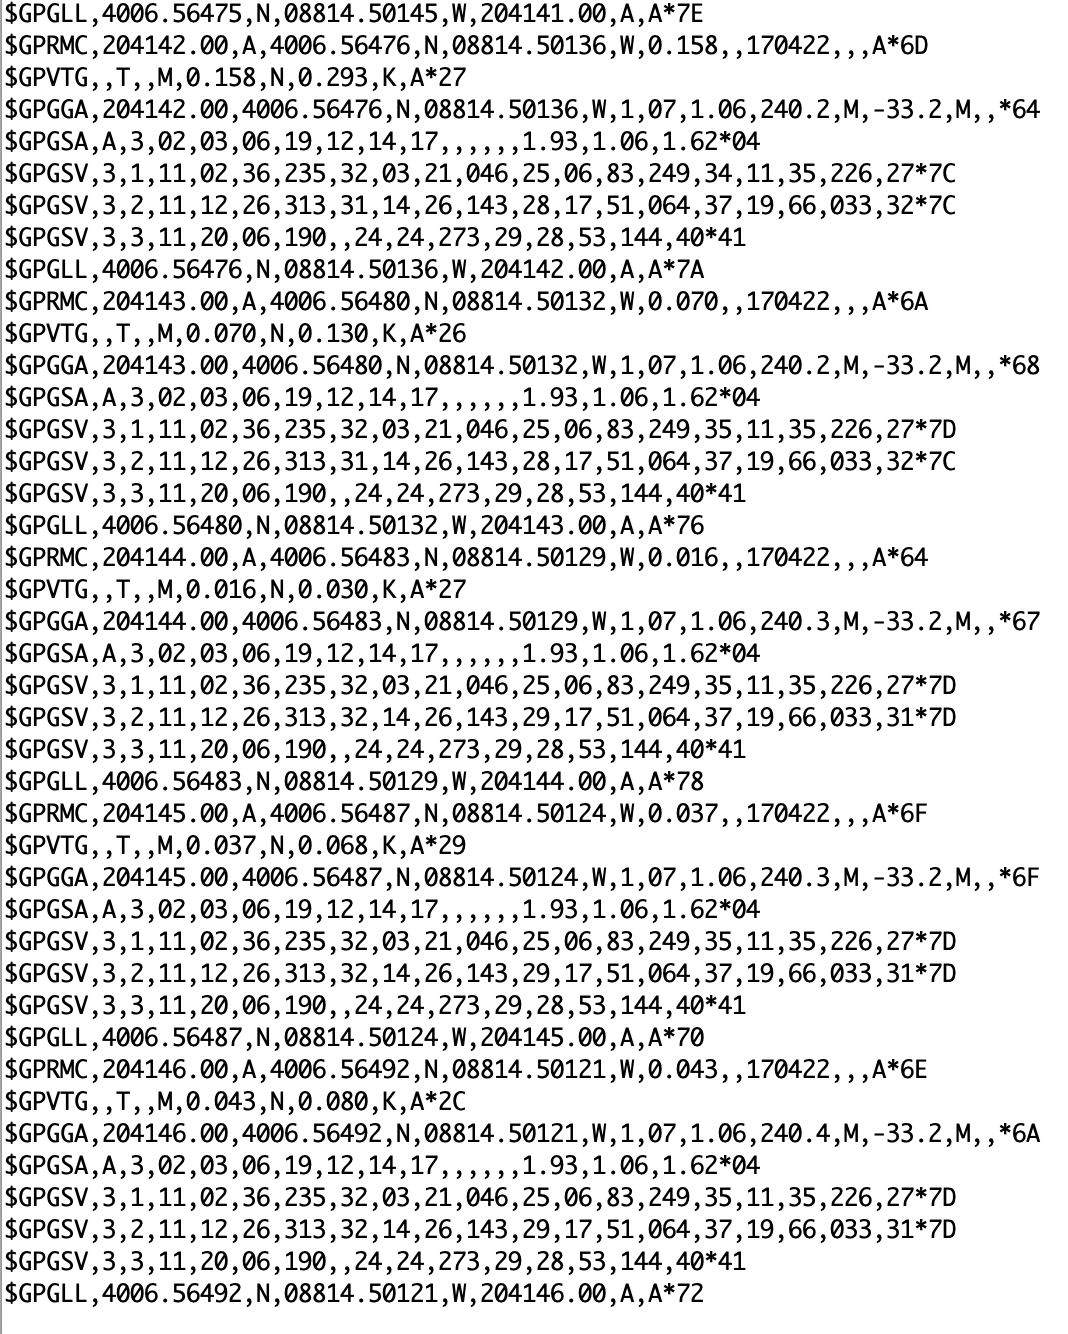 $GPGLL,4006.56475,N,08814.50145,W,204141.00,A,A*7E
$GPRMC,204142.00,A,4006.56476,N,08814.50136,W,0.158,,170422,,,A*6D
$GPVTG,,T,,M,0.158,N,0.293,K,A*27
$GPGGA,204142.00,4006.56476,N,08814.50136,W,1,07,1.06,240.2,M,-33.2,M,,*64
$GPGSA,A,3,02,03,06,19,12,14,17,,,,,,1.93,1.06,1.62*04
$GPGSV,3,1,11,02,36,235,32,03,21,046,25,06,83,249,34,11,35,226,27*7C
$GPGSV,3,2,11,12,26,313,31,14,26,143,28,17,51,064,37,19,66,033,32*7C
$GPGSV,3,3,11,20,06,190,,24,24,273,29,28,53,144,40*41
$GPGLL,4006.56476,N,08814.50136,W,204142.00,A,A*7A
$GPRMC,204143.00,A,4006.56480,N,08814.50132,W,0.070,,170422,,,A*6A
$GPVTG,,T,,M,0.070,N,0.130,K,A*26
$GPGGA,204143.00,4006.56480,N,08814.50132,W,1,07,1.06,240.2,M,-33.2,M,,*68
$GPGSA,A,3,02,03,06,19,12,14,17,,,,,,1.93,1.06,1.62*04
$GPGSV,3,1,11,02,36,235,32,03,21,046,25,06,83,249,35,11,35,226,27*7D
$GPGSV,3,2,11,12,26,313,31,14,26,143,28,17,51,064,37,19,66,033,32*7C
$GPGSV,3,3,11,20,06,190,,24,24,273,29,28,53,144,40*41
$GPGLL,4006.56480,N,08814.50132,W,204143.00,A,A*76
$GPRMC,204144.00,A,4006.56483,N,08814.50129,W,0.016,,170422,,,A*64
$GPVTG,,T,,M,0.016,N,0.030,K,A*27
$GPGGA,204144.00,4006.56483,N,08814.50129,W,1,07,1.06,240.3,M,-33.2,M,,*67
$GPGSA,A,3,02,03,06,19,12,14,17,,,,,,1.93,1.06,1.62*04
$GPGSV,3,1,11,02,36,235,32,03,21,046,25,06,83,249,35,11,35,226,27*7D
$GPGSV,3,2,11,12,26,313,32,14,26,143,29,17,51,064,37,19,66,033,31*7D
$GPGSV,3,3,11,20,06,190,,24,24,273,29,28,53,144,40*41
$GPGLL,4006.56483,N,08814.50129,W,204144.00,A,A*78
$GPRMC,204145.00,A,4006.56487,N,08814.50124,W,0.037,,170422,,,A*6F
$GPVTG,,T,,M,0.037,N,0.068,K,A*29
$GPGGA,204145.00,4006.56487,N,08814.50124,W,1,07,1.06,240.3,M,-33.2,M,,*6F
$GPGSA,A,3,02,03,06,19,12,14,17,,,,,,1.93,1.06,1.62*04
$GPGSV,3,1,11,02,36,235,32,03,21,046,25,06,83,249,35,11,35,226,27*7D
$GPGSV,3,2,11,12,26,313,32,14,26,143,29,17,51,064,37,19,66,033,31*7D
$GPGSV,3,3,11,20,06,190,,24,24,273,29,28,53,144,40*41
$GPGLL,4006.56487,N,08814.50124,W,204145.00,A,A*70
$GPRMC,204146.00,A,4006.56492,N,08814.50121,W,0.043,,170422,,,A*6E
$GPVTG,,T,,M,0.043,N,0.080,K,A*2C
$GPGGA,204146.00,4006.56492,N,08814.50121,W,1,07,1.06,240.4,M,-33.2,M,,*6A
$GPGSA,A,3,02,03,06,19,12,14,17,,,,,,1.93,1.06,1.62*04
$GPGSV,3,1,11,02,36,235,32,03,21,046,25,06,83,249,35,11,35,226,27*7D
$GPGSV,3,2,11,12,26,313,32,14,26,143,29,17,51,064,37,19,66,033,31*7D
$GPGSV,3,3,11,20,06,190,,24,24,273,29,28,53,144,40*41
$GPGLL,4006.56492,N,08814.50121,W,204146.00,A,A*72